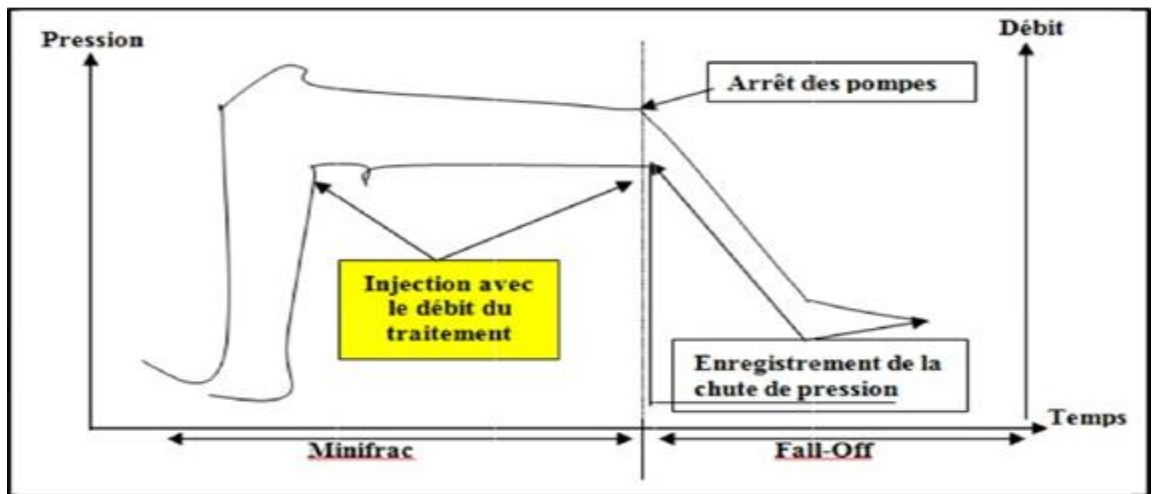 Pression
Débit
Arrêt des pompes
Injection avec
le débit du
traitement
Enregistrement de la
chute de pression
Temps
Minifrac
Fall-Off